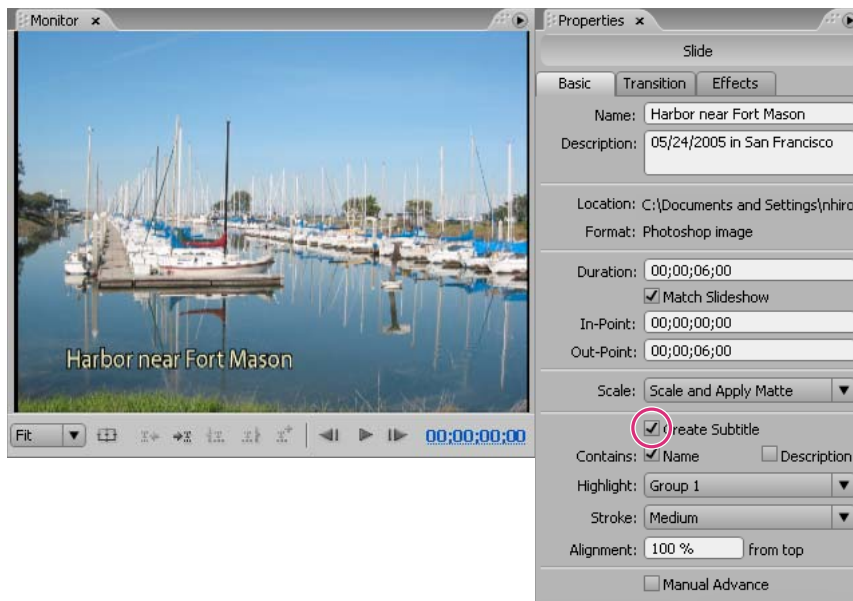 Monitor
Harbor near Fort Mason
Fit
00;00;00;00
Properties
Slide
Basic Transition Effects
Name: Harbor near Fort Mason
Description: 05/24/2005 in San Francisco
Location: C:\Documents and Settings\nhiro
Format: Photoshop image
Duration: 00;00;06;00
Match Slideshow
In-Point: 00;00;00;00
Out-Point: 00;00;06;00
Scale: Scale and Apply Matte
Create Subtitle
Contains: Name Description
Highlight: Group 1
Stroke: Medium
Alignment: 100 % from top
Manual Advance